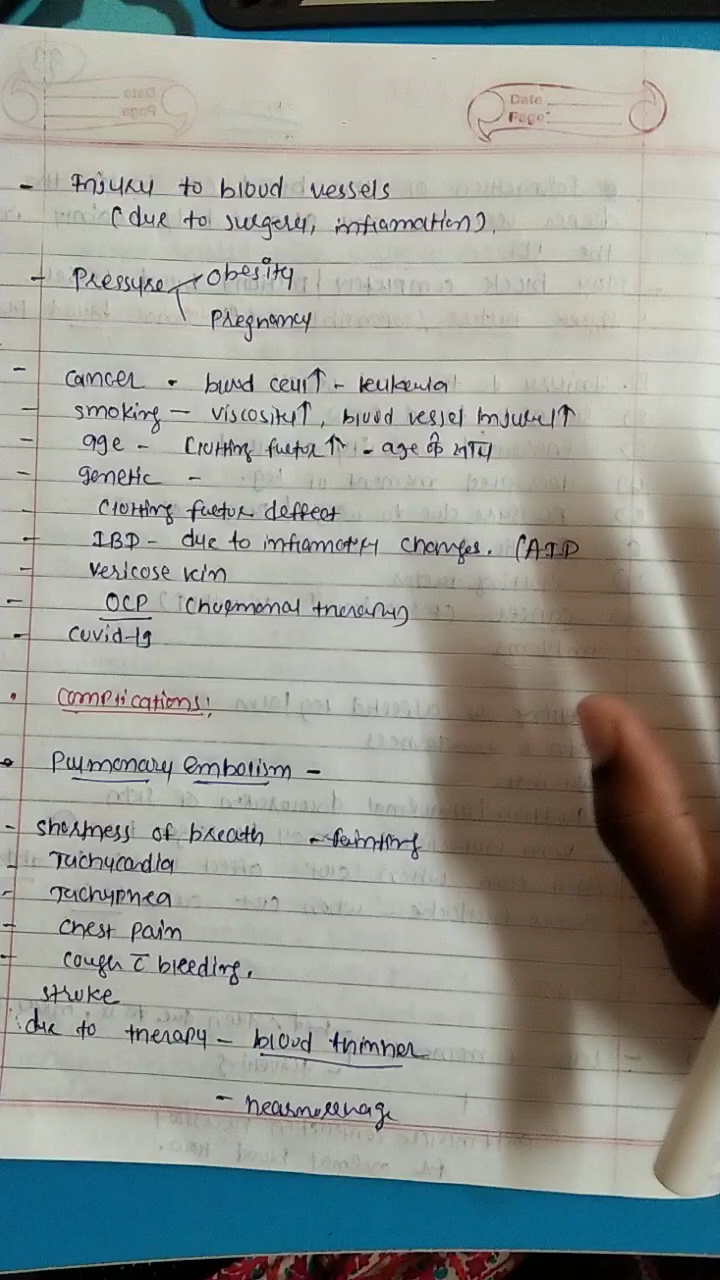 Date
Page:
- Injury to blood vessels
(due to surgery, inflamation).
- Pressure - Obesity
Pregnancy
- cancer • blood cell↑ - leukemia
- smoking - viscosity↑, blood vessel injury↑
- age - Clotting factor↑ - age के साथ
- genetic -
- Clotting factor deffect
- IBD - due to inflamatory changes. (AID
- vericose vein
- OCP (hormonal therapy)
- covid-19
• Complications:
• Pulmonary embolism -
- shortness of breath - fainting
- Tachycardia
- Tachypnea
- chest pain
- cough c̄ bleeding.
stroke
: due to therapy - blood thinner
- hearmorrhage